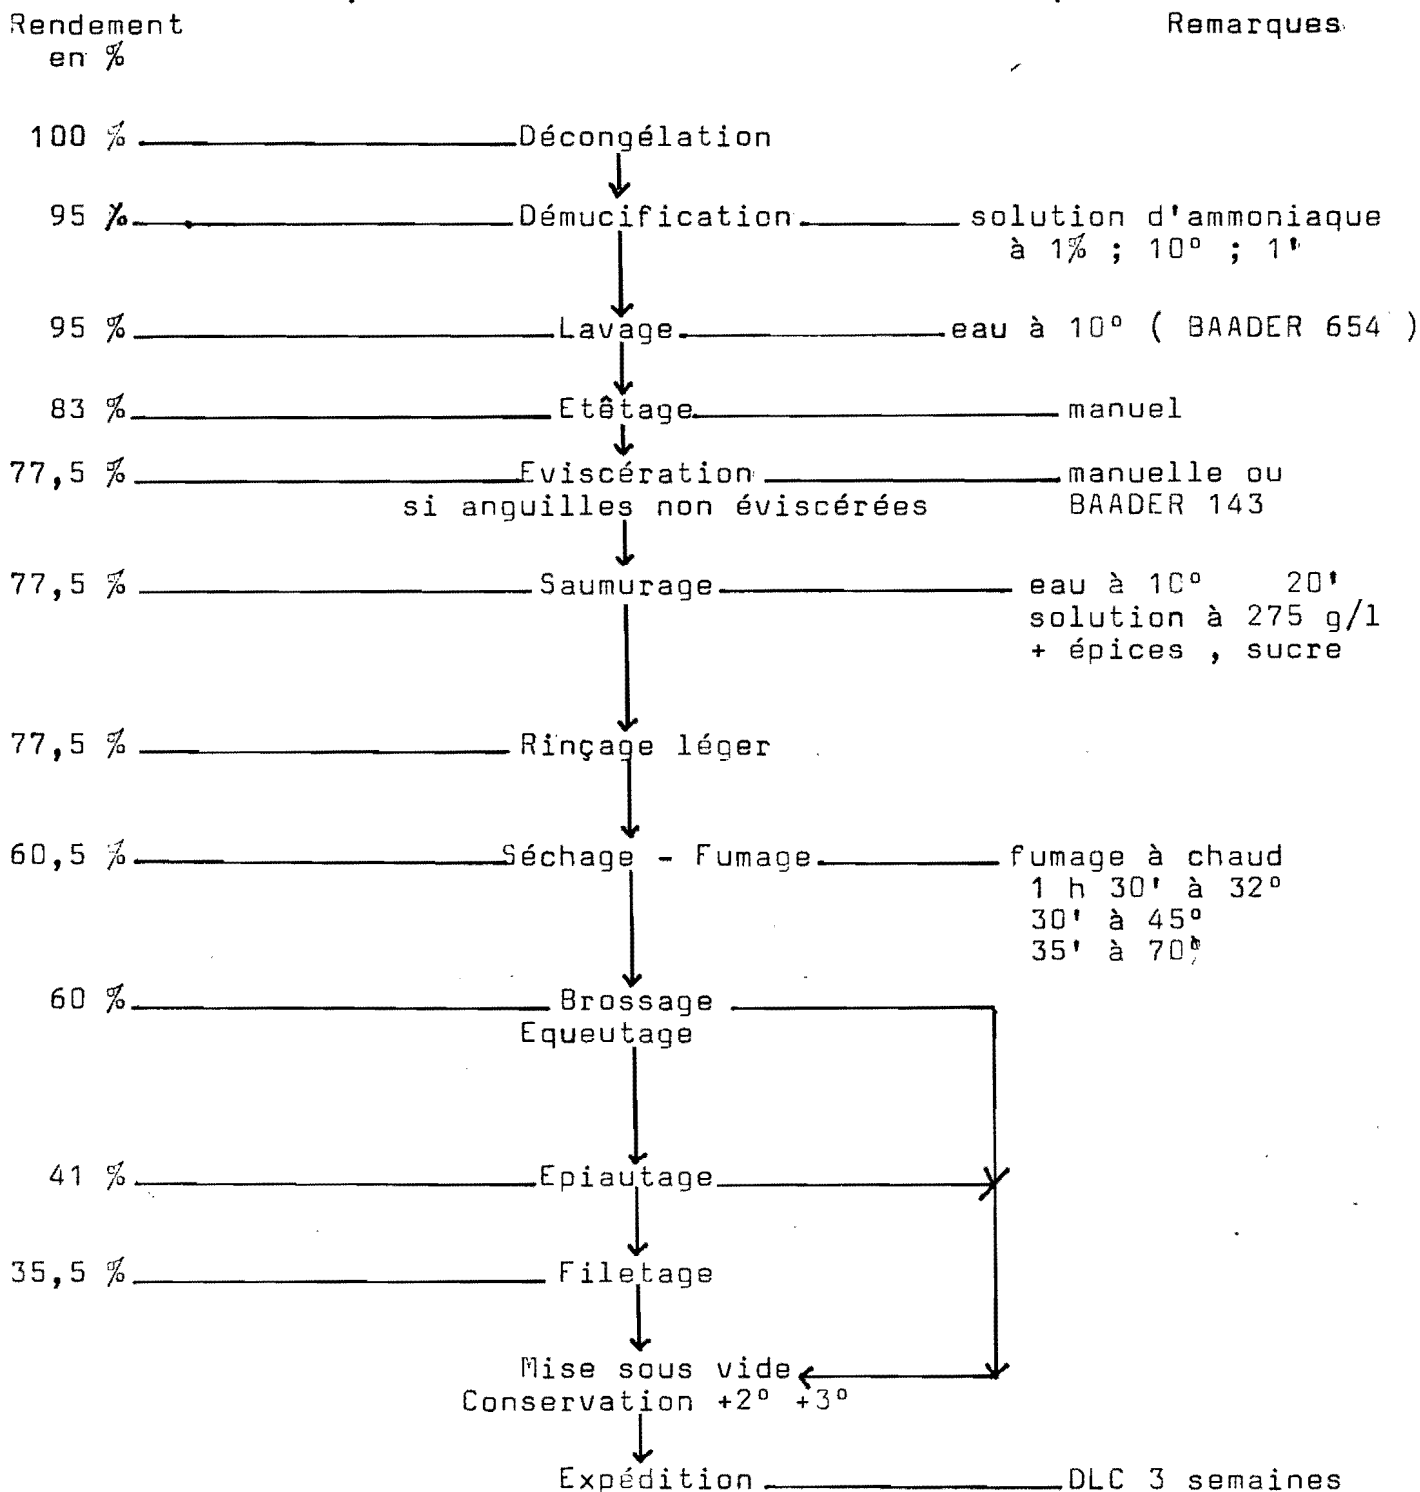 Rendement Remarques
en %
100 % Décongélation
95 % Démucification solution d'ammoniaque
à 1% ; 10° ; 1'
95 % Lavage eau à 10° ( BAADER 654 )
83 % Etêtage manuel
77,5 % Eviscération manuelle ou
si anguilles non éviscérées BAADER 143
77,5 % Saumurage eau à 10° 20'
solution à 275 g/l
+ épices , sucre
77,5 % Rinçage léger
60,5 % Séchage - Fumage fumage à chaud
1 h 30' à 32°
30' à 45°
35' à 70°
60 % Brossage
Equeutage
41 % Epiautage
35,5 % Filetage
Mise sous vide
Conservation +2° +3°
Expédition DLC 3 semaines